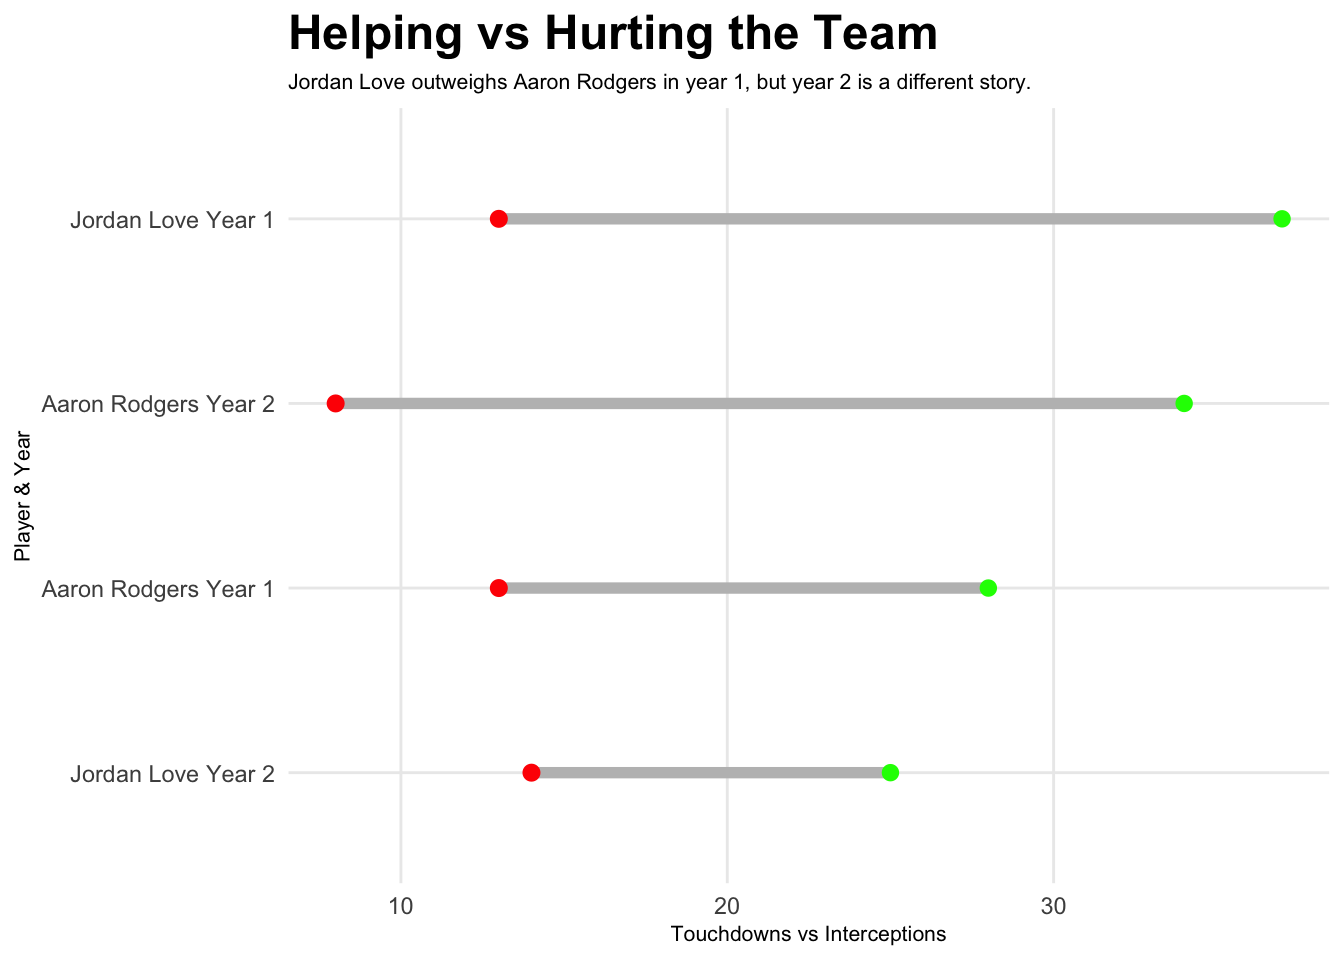 Helping vs Hurting the Team
Jordan Love outweighs Aaron Rodgers in year 1, but year 2 is a different story.
Player & Year
Jordan Love Year 1
Aaron Rodgers Year 2
Aaron Rodgers Year 1
Jordan Love Year 2
10 20 30
Touchdowns vs Interceptions